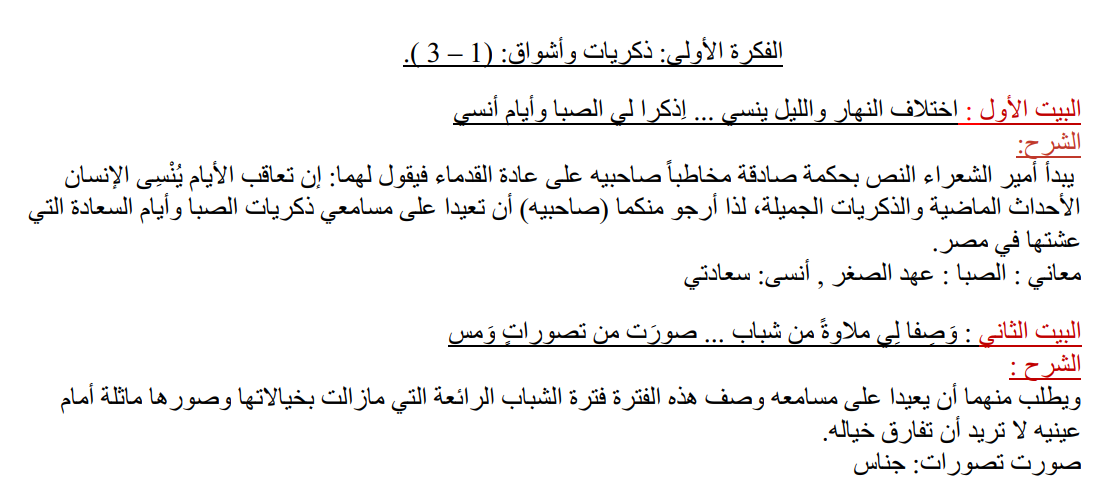 الفكرة الأولى: ذكريات وأشواق: (1 – 3 ).
البيت الأول : اختلاف النهار والليل ينسي ... اِذكرا لي الصبا وأيام أنسي
الشرح:
يبدأ أمير الشعراء النص بحكمة صادقة مخاطباً صاحبيه على عادة القدماء فيقول لهما: إن تعاقب الأيام يُنْسِى الإنسان
الأحداث الماضية والذكريات الجميلة، لذا أرجو منكما (صاحبيه) أن تعيدا على مسامعي ذكريات الصبا وأيام السعادة التي
عشتها في مصر.
معاني : الصبا : عهد الصغر , أنسى: سعادتي
البيت الثاني : وَصِفا لِي ملاوةً من شباب ... صورَت من تصوراتٍ وَمس
الشرح :
ويطلب منهما أن يعيدا على مسامعه وصف هذه الفترة فترة الشباب الرائعة التي مازالت بخيالاتها وصورها ماثلة أمام
عينيه لا تريد أن تفارق خياله.
صورت تصورات: جناس